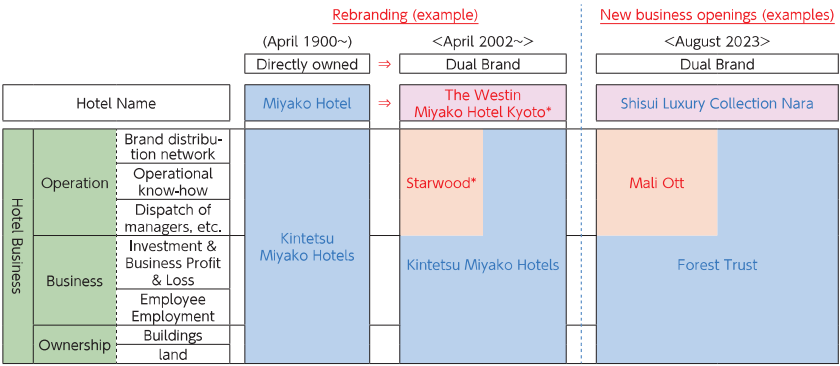 Rebranding (example)
New business openings (examples)
(April 1900~)
<April 2002~>
<August 2023>
Directly owned
⇒
Dual Brand
Dual Brand
Hotel Name
Miyako Hotel
⇒
The Westin
Miyako Hotel Kyoto*
Shisui Luxury Collection Nara
Hotel Business
Operation
Brand distribu-
tion network
Operational
know-how
Dispatch of
managers, etc.
Business
Investment &
Business Profit
& Loss
Employee
Employment
Ownership
Buildings
land
Kintetsu
Miyako Hotels
Starwood*
Kintetsu Miyako Hotels
Mali Ott
Forest Trust